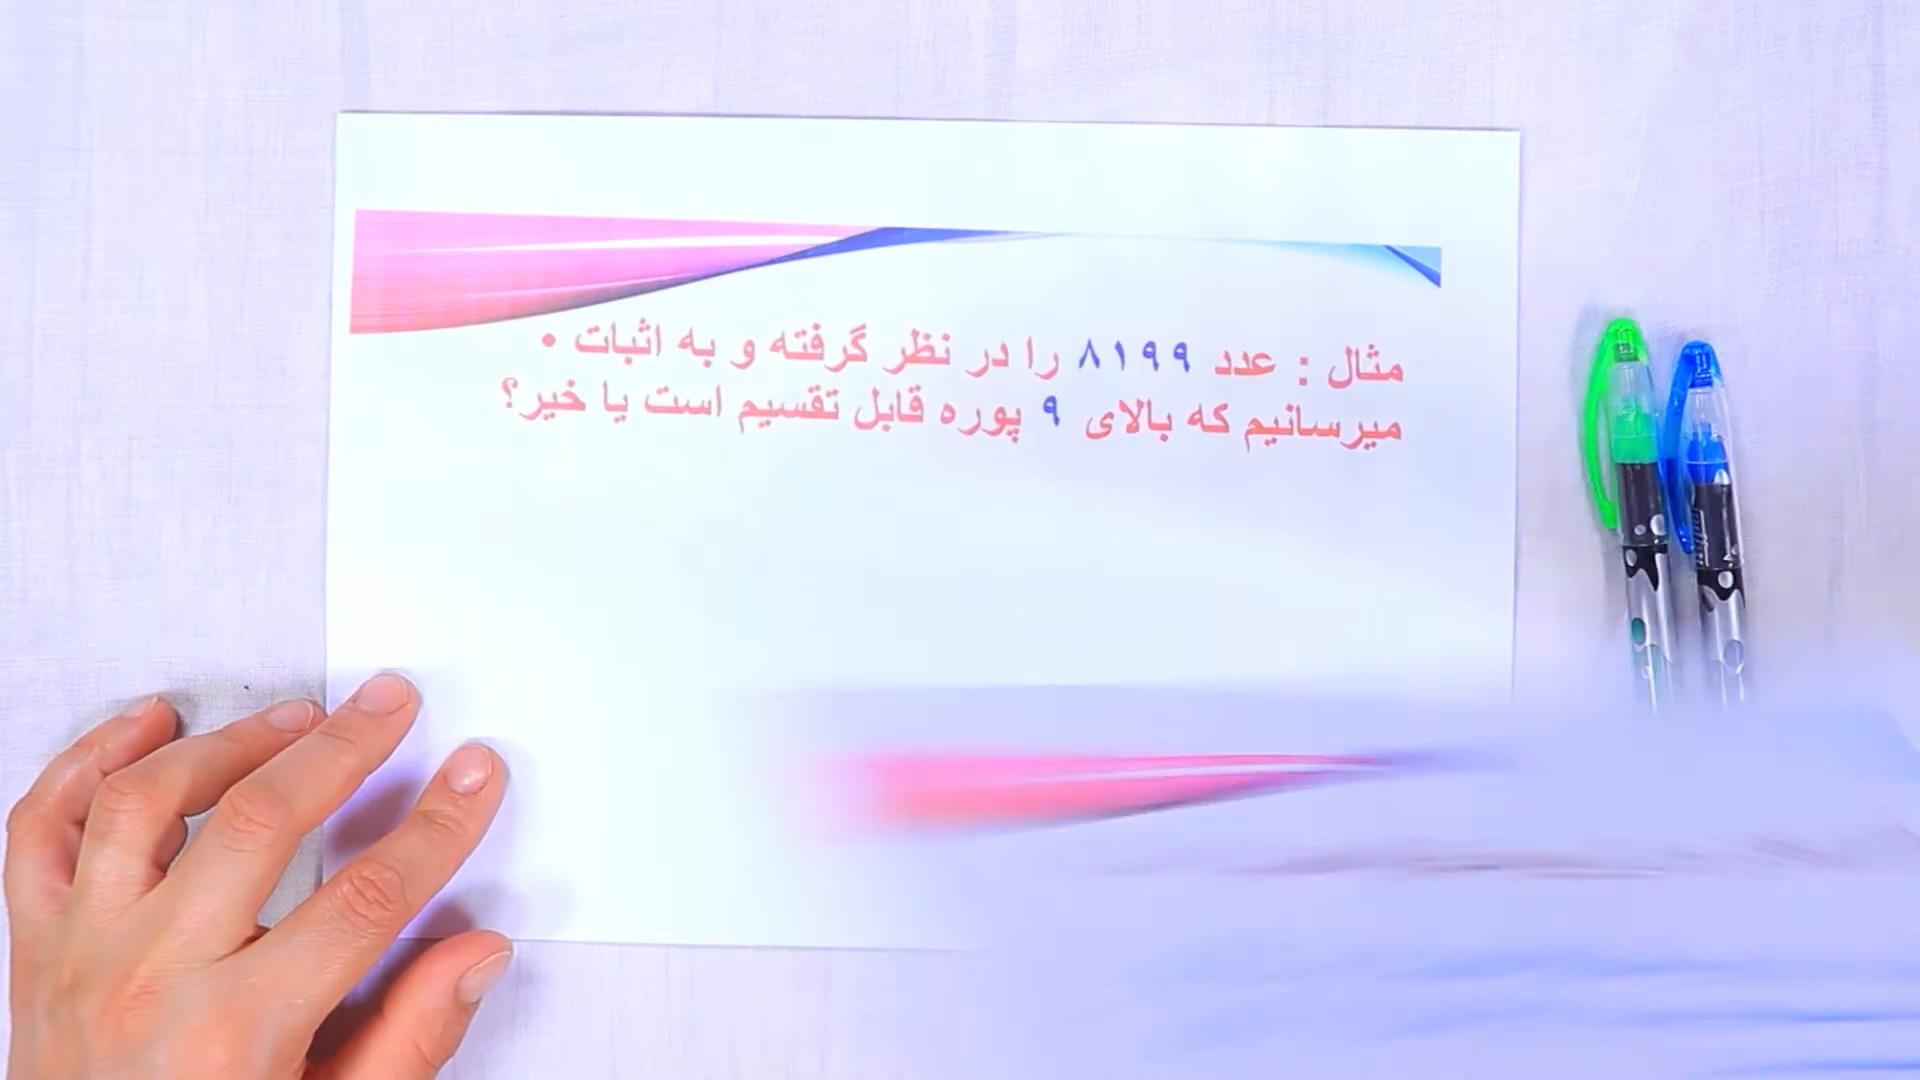 مثال : عدد ۸۱۹۹ را در نظر گرفته و به اثبات •
میرسانیم که بالای ۹ پوره قابل تقسیم است یا خیر؟